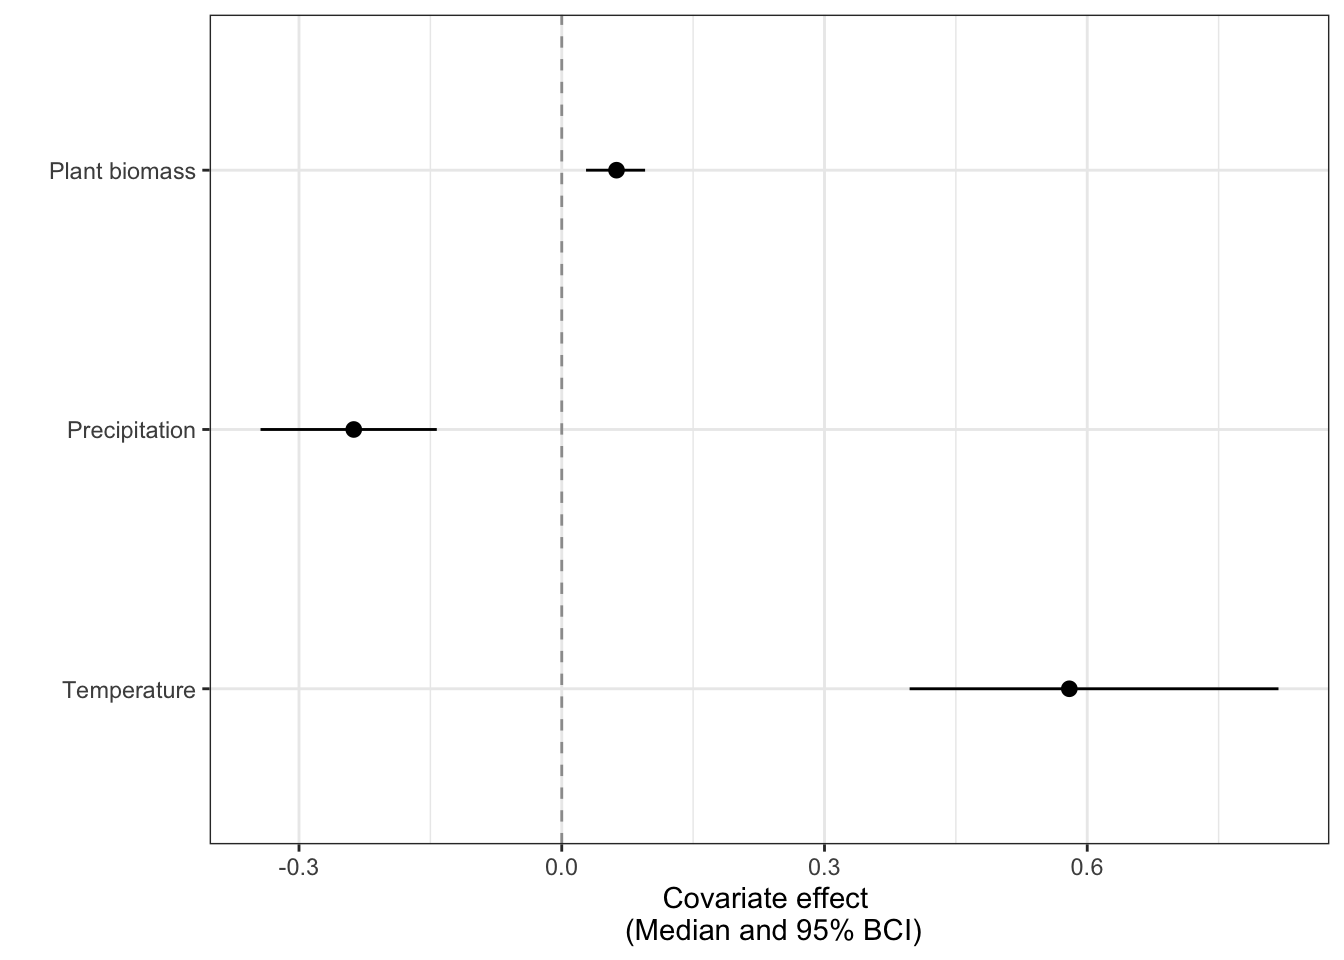 Plant biomass
Precipitation
Temperature
-0.3 0.0 0.3 0.6
Covariate effect
(Median and 95% BCI)